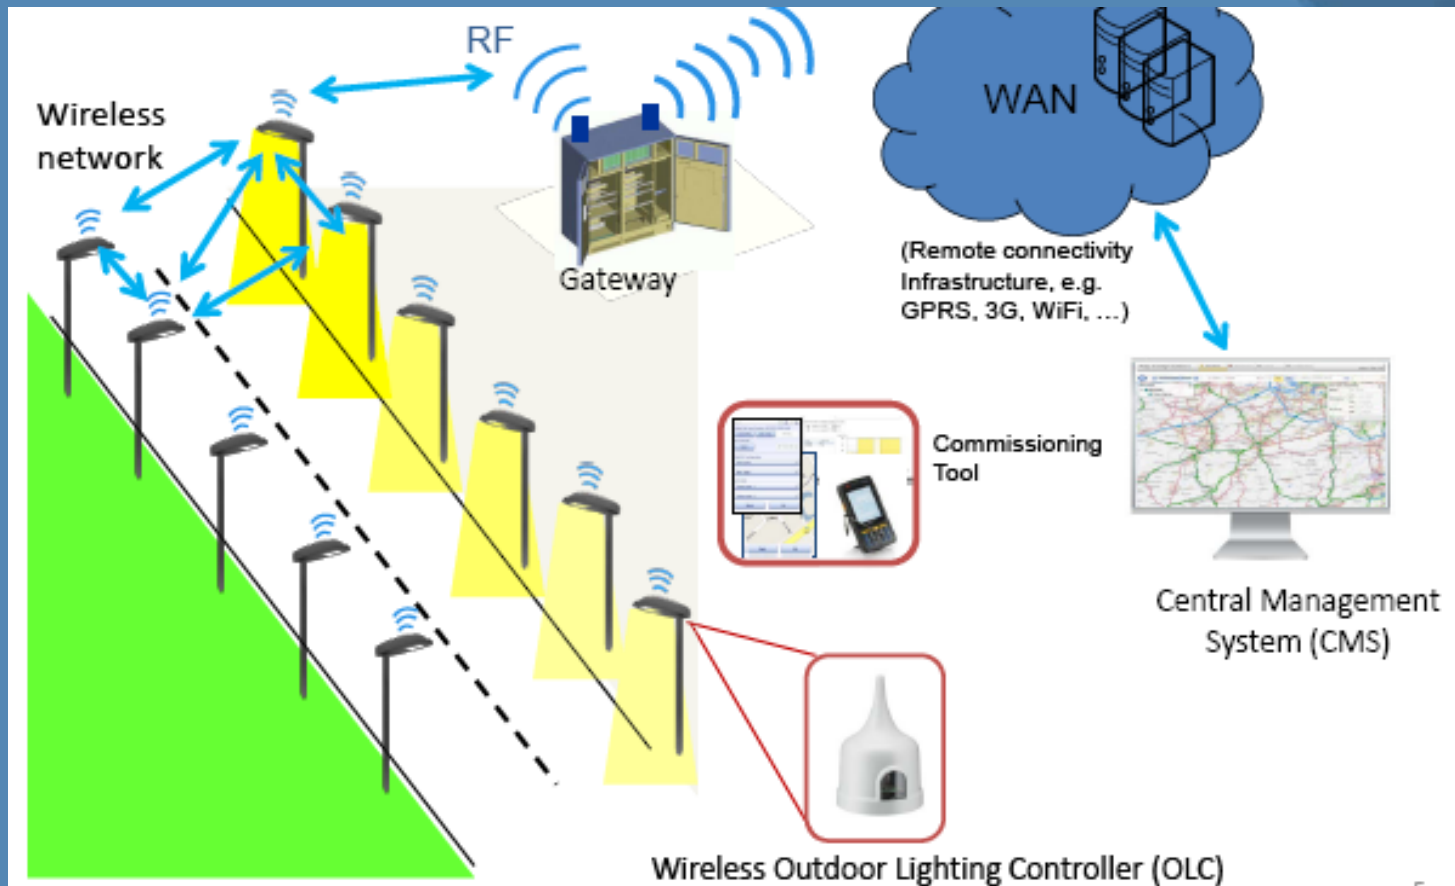 RF
Wireless
network
WAN
Gateway
(Remote connectivity
Infrastructure, e.g.
GPRS, 3G, WiFi, ...)
Commissioning
Tool
Central Management
System (CMS)
Wireless Outdoor Lighting Controller (OLC)